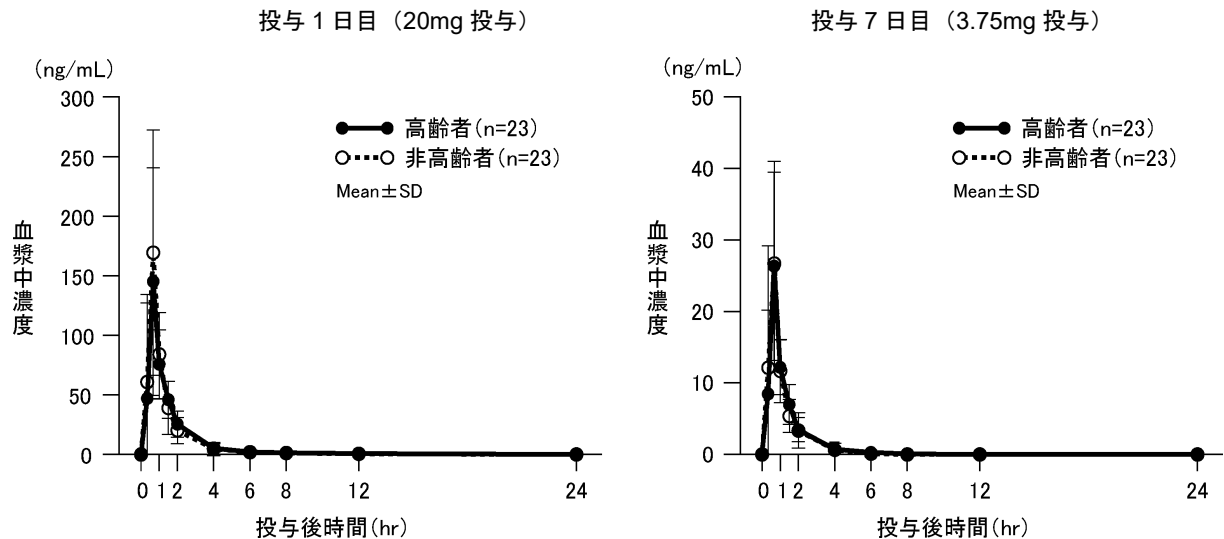 投与 1 日目（20mg 投与）
(ng/mL)
300
250
200
150
100
50
0
血漿中濃度
高齢者(n=23)
非高齢者(n=23)
Mean±SD
0 1 2 4 6 8 12 24
投与後時間(hr)
投与 7 日目（3.75mg 投与）
(ng/mL)
50
40
30
20
10
0
血漿中濃度
高齢者(n=23)
非高齢者(n=23)
Mean±SD
0 1 2 4 6 8 12 24
投与後時間(hr)